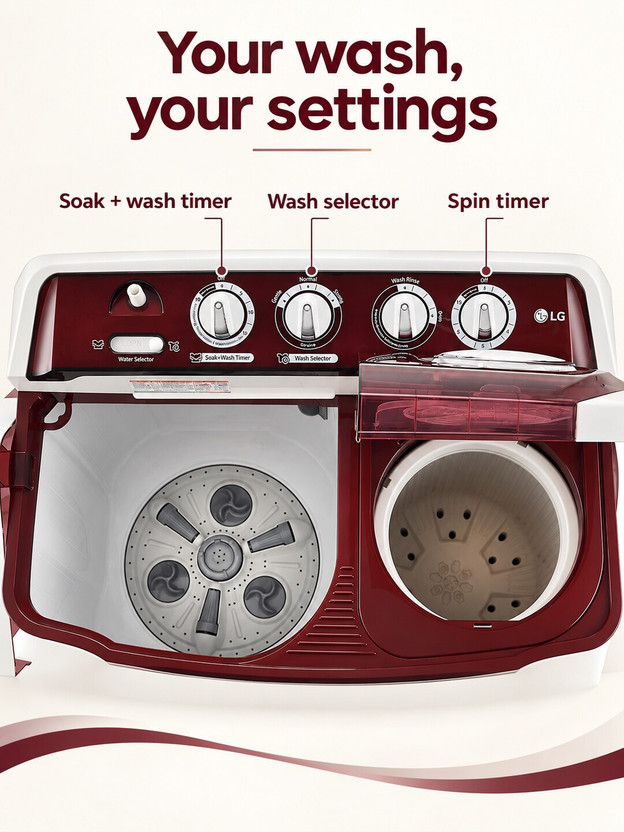 Your wash,
your settings
Soak + wash timer
Wash selector
Spin timer
Normal
Gentle
Strong
Wash Rinse
Off
LG
Water Selector
Soak+Wash Timer
Wash Selector